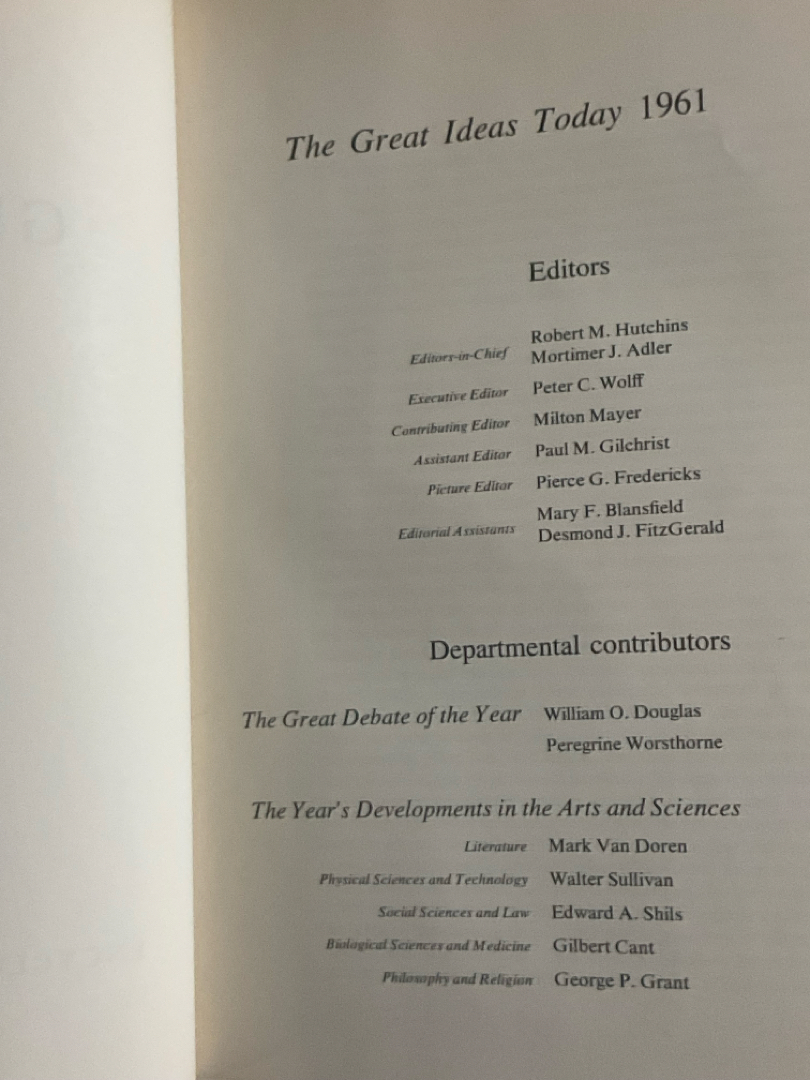 The Great Ideas Today 1961
Editors
Editors-in-Chief Robert M. Hutchins
Mortimer J. Adler
Executive Editor Peter C. Wolff
Contributing Editor Milton Mayer
Assistant Editor Paul M. Gilchrist
Picture Editor Pierce G. Fredericks
Editorial Assistants Mary F. Blansfield
Desmond J. FitzGerald
Departmental contributors
The Great Debate of the Year William O. Douglas
Peregrine Worsthorne
The Year's Developments in the Arts and Sciences
Literature Mark Van Doren
Physical Sciences and Technology Walter Sullivan
Social Sciences and Law Edward A. Shils
Biological Sciences and Medicine Gilbert Cant
Philosophy and Religion George P. Grant